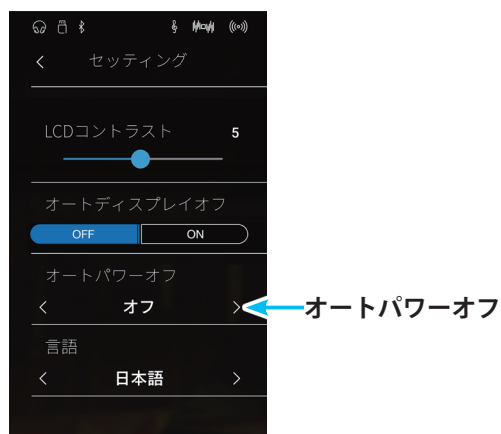 セッティング
LCDコントラスト 5
オートディスプレイオフ
OFF ON
オートパワーオフ
オフ
オートパワーオフ
言語
日本語